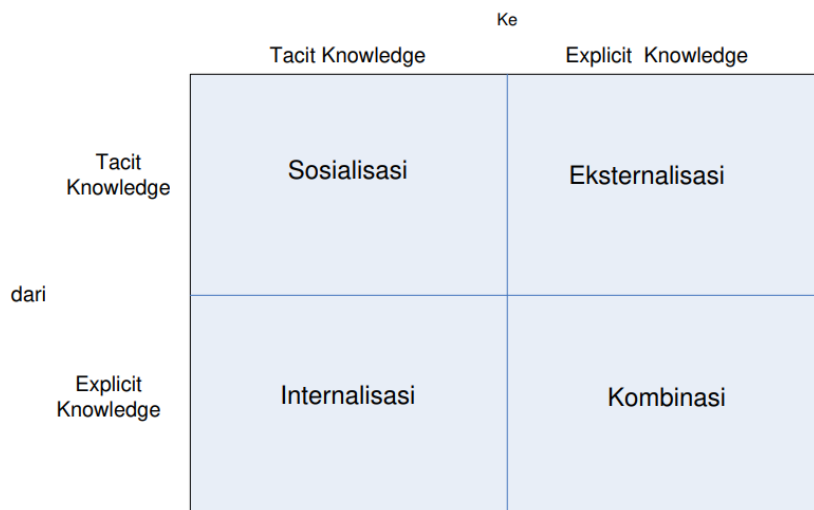 Ke
Tacit Knowledge Explicit Knowledge
Tacit
Knowledge
Sosialisasi Eksternalisasi
dari
Explicit
Knowledge
Internalisasi Kombinasi